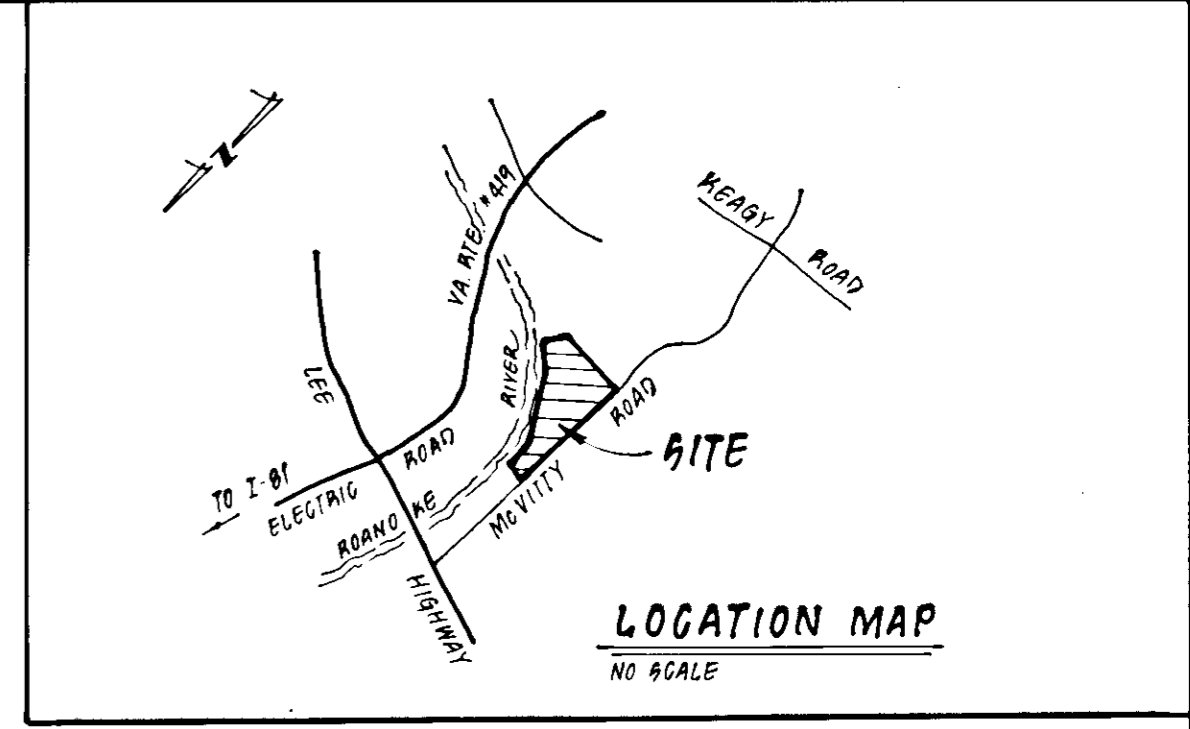 N
VA. RTE. #419
KEAGY
ROAD
LEE
HIGHWAY
RIVER
ROANOKE
ELECTRIC
ROAD
TO I-81
McVITTY
ROAD
SITE
LOCATION MAP
NO SCALE